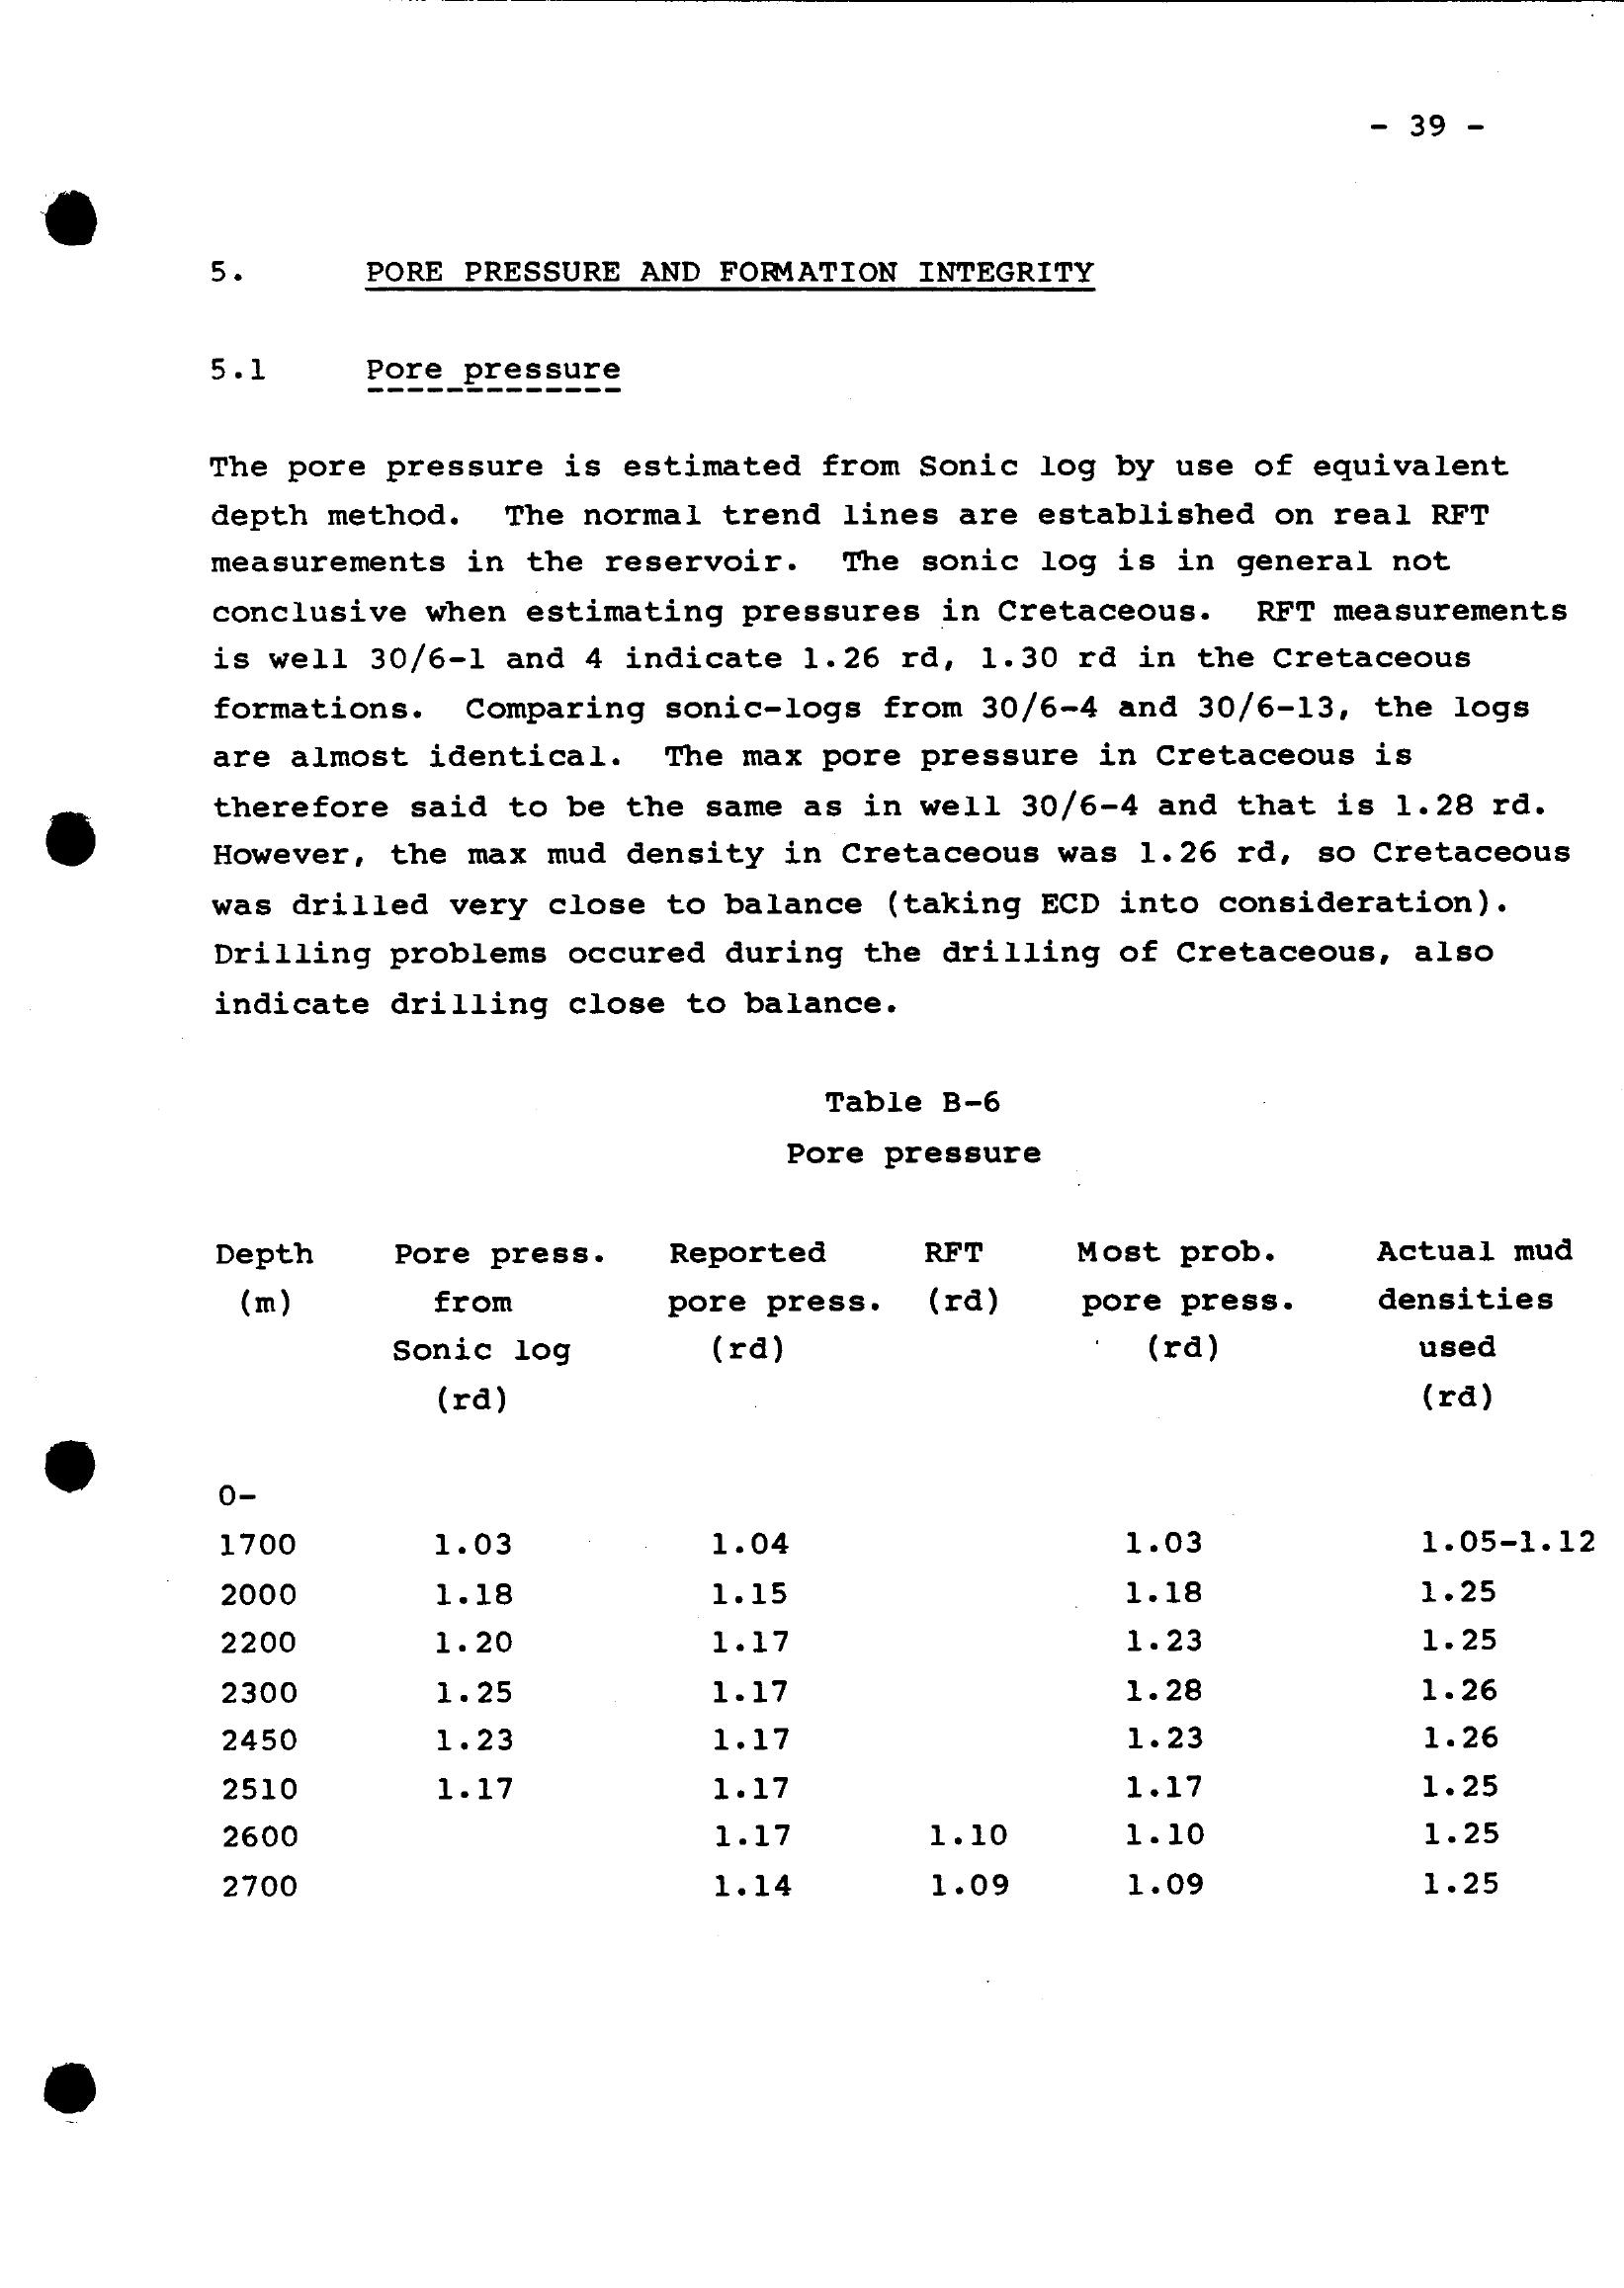 - 39 -
5. PORE PRESSURE AND FORMATION INTEGRITY
5.1 Pore pressure
The pore pressure is estimated from Sonic log by use of equivalent
depth method. The normal trend lines are established on real RFT
measurements in the reservoir. The sonic log is in general not
conclusive when estimating pressures in Cretaceous. RFT measurements
is well 30/6-1 and 4 indicate 1.26 rd, 1.30 rd in the Cretaceous
formations. Comparing sonic-logs from 30/6-4 and 30/6-13, the logs
are almost identical. The max pore pressure in Cretaceous is
therefore said to be the same as in well 30/6-4 and that is 1.28 rd.
However, the max mud density in Cretaceous was 1.26 rd, so Cretaceous
was drilled very close to balance (taking ECD into consideration).
Drilling problems occured during the drilling of Cretaceous, also
indicate drilling close to balance.
Table B-6
Pore pressure
Depth Pore press. Reported RFT Most prob. Actual mud
(m) from pore press. (rd) pore press. densities
Sonic log (rd) (rd) used
(rd) (rd)
0-
1700 1.03 1.04 1.03 1.05-1.12
2000 1.18 1.15 1.18 1.25
2200 1.20 1.17 1.23 1.25
2300 1.25 1.17 1.28 1.26
2450 1.23 1.17 1.23 1.26
2510 1.17 1.17 1.17 1.25
2600 1.17 1.10 1.10 1.25
2700 1.14 1.09 1.09 1.25